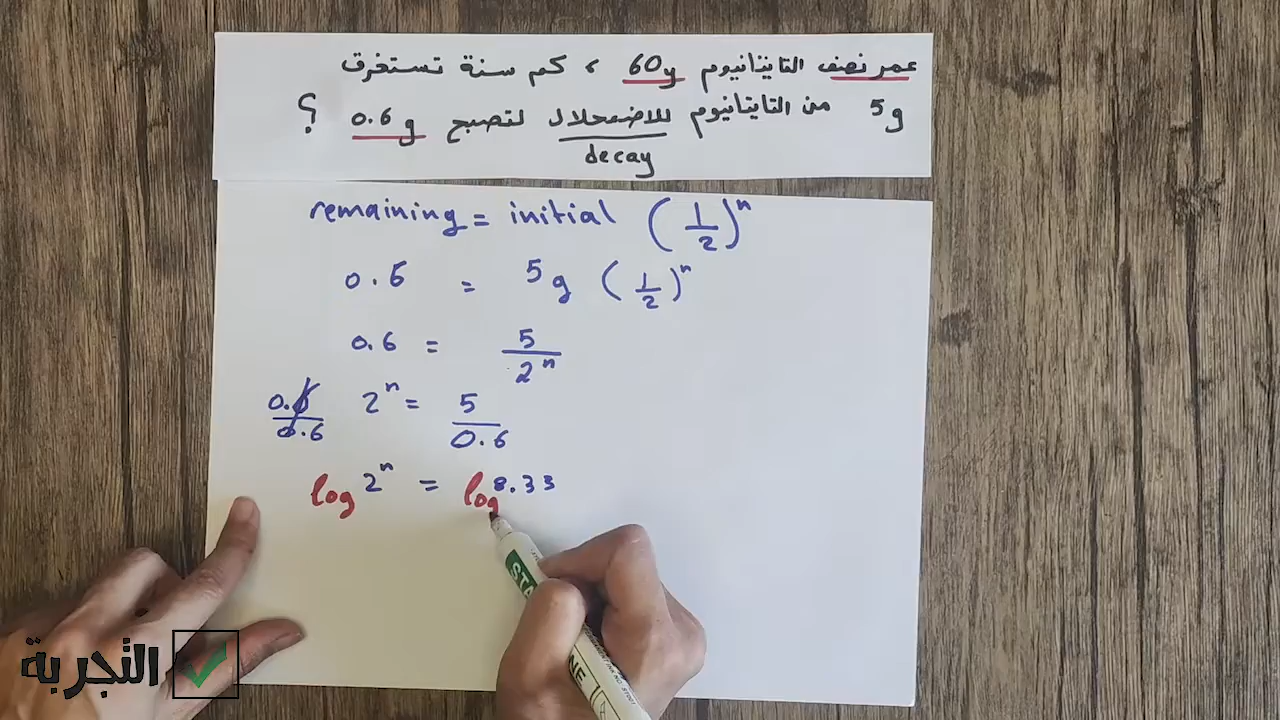 عمر نصف التايتانيوم 60y ، كم سنة تستغرق
5g من التايتانيوم للاضمحلال لتصبح 0.6g ؟
decay
remaining = initial (1/2)^n
0.6 = 5g (1/2)^n
0.6 = 5/2^n
0.6/0.6 2^n = 5/0.6
log 2^n = log 8.33
التجربة